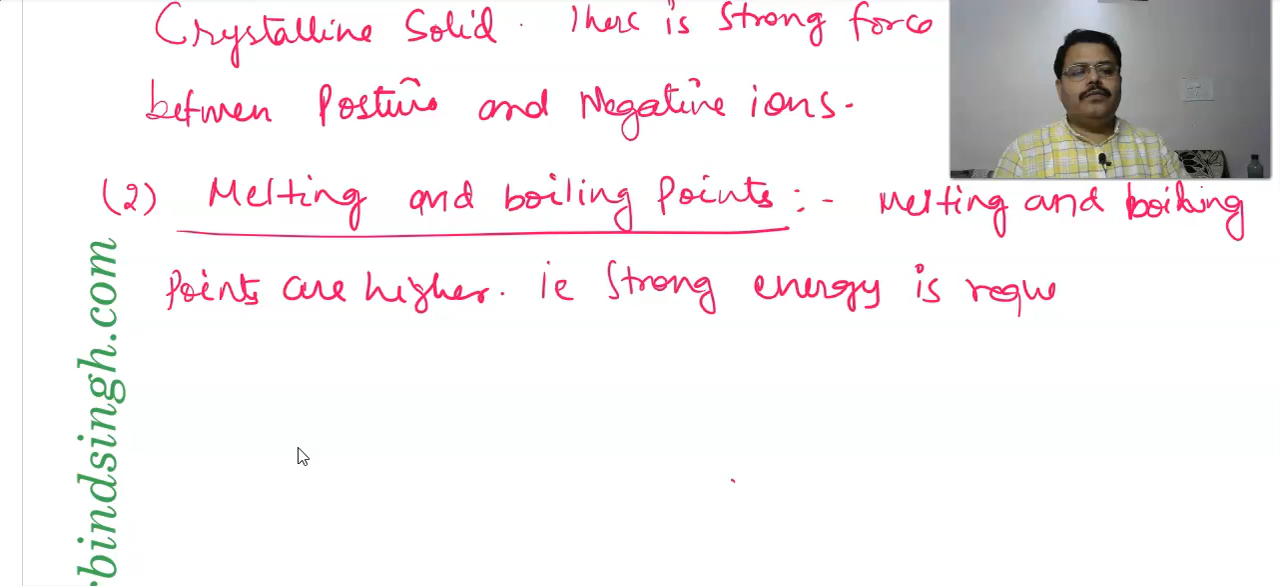 Crystalline Solid. There is strong force
between Positive and Negative ions.
(2) Melting and boiling Points :- Melting and boiling
Points are higher. ie Strong energy is requ
bindsingh.com